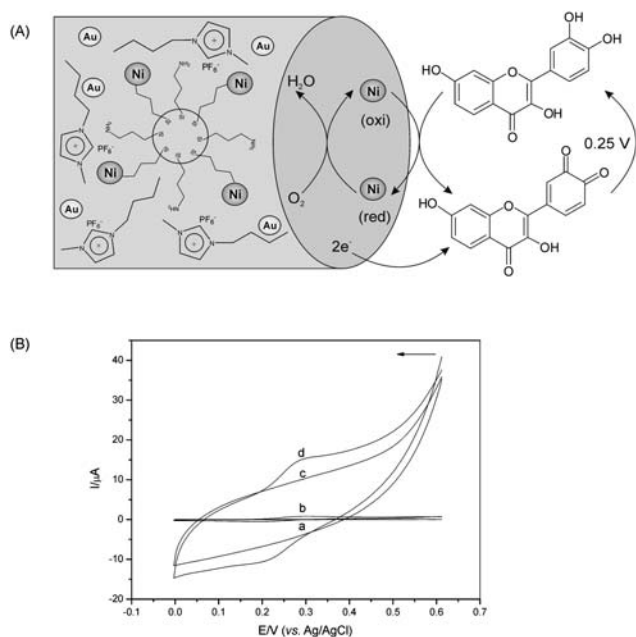 (A)
Au
Au
PF6-
Ni
Ni
NH2
PF6-
Si
Ni
Ni
Au
Au
PF6-
PF6-
N
N
+
H2O
O2
Ni
(oxi)
Ni
(red)
2e-
HO
O
OH
O
OH
OH
0.25 V
HO
O
OH
O
O
O
(B)
I/µA
40
30
20
10
0
-10
-20
d
c
b
a
0.0 0.1 0.2 0.3 0.4 0.5 0.6 0.7
E/V (vs. Ag/AgCl)